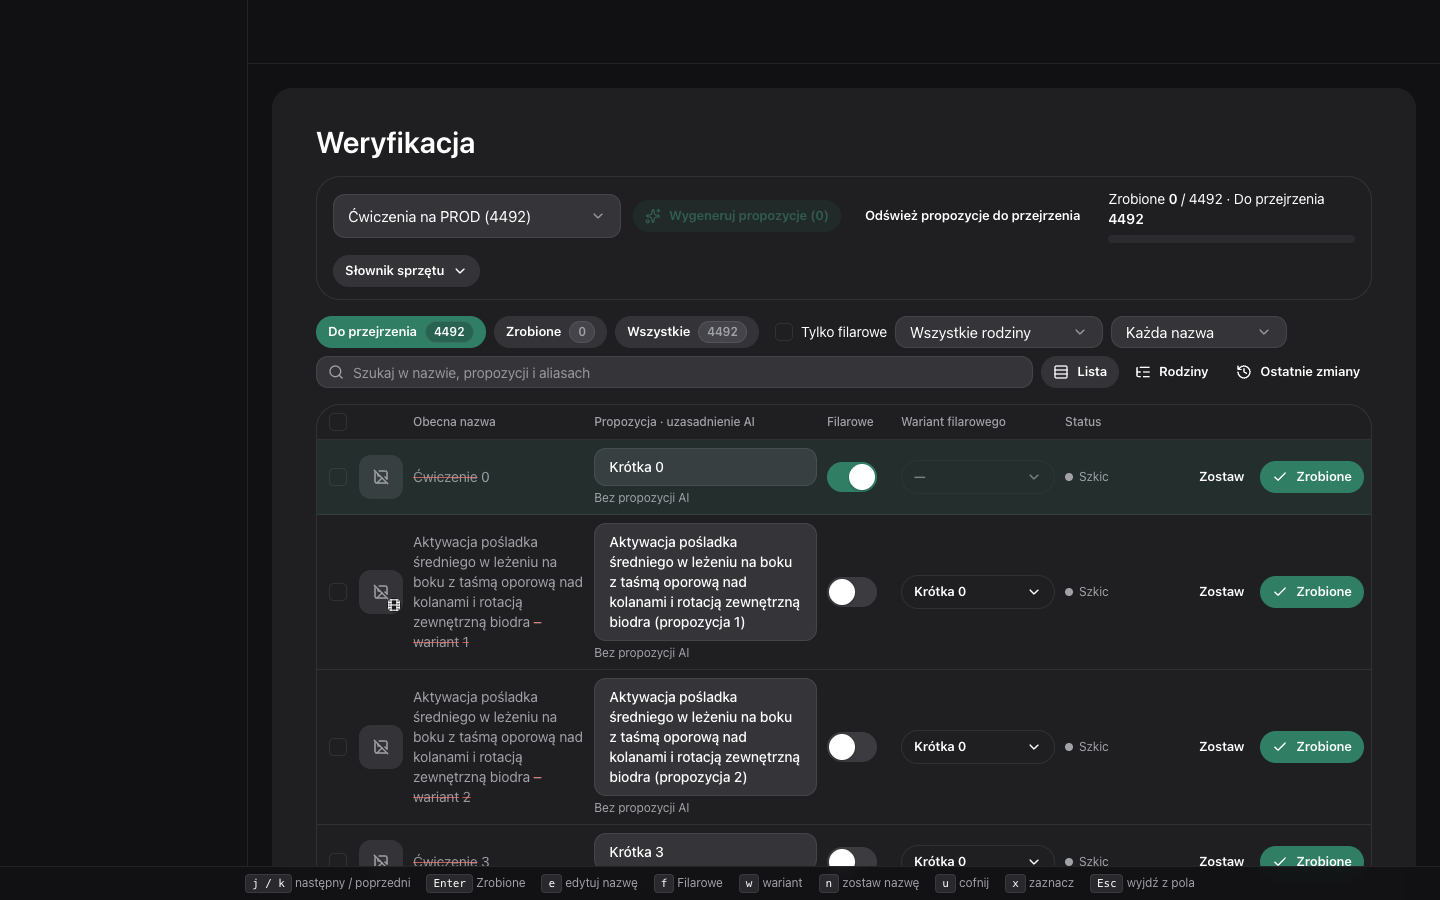 Weryfikacja
Ćwiczenia na PROD (4492)
Wygeneruj propozycje (0)
Odśwież propozycje do przejrzenia
Zrobione 0 / 4492 · Do przejrzenia
4492
Słownik sprzętu
Do przejrzenia 4492
Zrobione 0
Wszystkie 4492
Tylko filarowe
Wszystkie rodziny
Każda nazwa
Szukaj w nazwie, propozycji i aliasach
Lista
Rodziny
Ostatnie zmiany
Obecna nazwa
Propozycja · uzasadnienie AI
Filarowe
Wariant filarowego
Status
Ćwiczenie 0
Krótka 0
Bez propozycji AI
—
Szkic
Zostaw
Zrobione
Aktywacja pośladka
średniego w leżeniu na
boku z taśmą oporową nad
kolanami i rotacją
zewnętrzną biodra –
wariant 1
Aktywacja pośladka
średniego w leżeniu na boku
z taśmą oporową nad
kolanami i rotacją zewnętrzną
biodra (propozycja 1)
Bez propozycji AI
Krótka 0
Szkic
Zostaw
Zrobione
Aktywacja pośladka
średniego w leżeniu na
boku z taśmą oporową nad
kolanami i rotacją
zewnętrzną biodra –
wariant 2
Aktywacja pośladka
średniego w leżeniu na boku
z taśmą oporową nad
kolanami i rotacją zewnętrzną
biodra (propozycja 2)
Bez propozycji AI
Krótka 0
Szkic
Zostaw
Zrobione
Ćwiczenie 3
Krótka 3
Krótka 0
Szkic
Zostaw
Zrobione
j / k następny / poprzedni Enter Zrobione e edytuj nazwę f Filarowe w wariant n zostaw nazwę u cofnij x zaznacz Esc wyjdź z pola